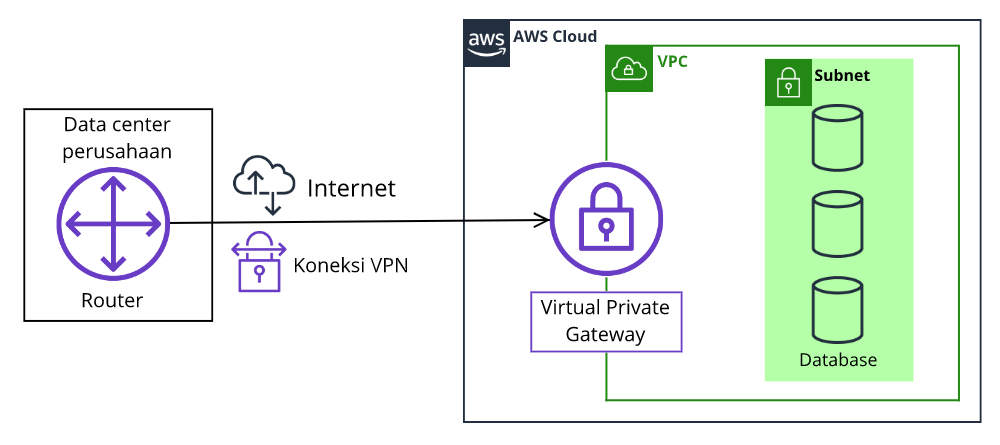 aws
AWS Cloud
VPC
Subnet
Data center
perusahaan
Router
Internet
Koneksi VPN
Virtual Private
Gateway
Database